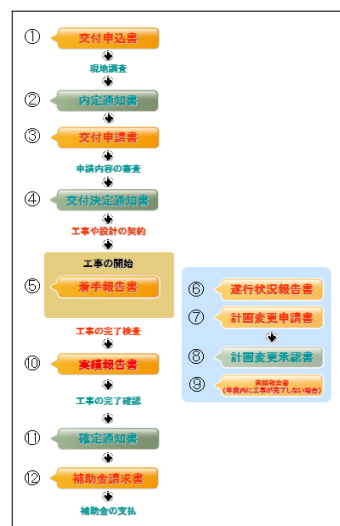 ① 交付申込書
現地調査
② 内定通知書
③ 交付申請書
申請内容の審査
④ 交付決定通知書
工事や設計の契約
工事の開始
⑤ 着手報告書
工事の完了検査
⑩ 実績報告書
工事の完了確認
⑪ 確定通知書
⑫ 補助金請求書
補助金の支払
⑥ 遂行状況報告書
⑦ 計画変更申請書
⑧ 計画変更承認書
⑨ 実績報告書
(年度内に工事が完了しない場合)